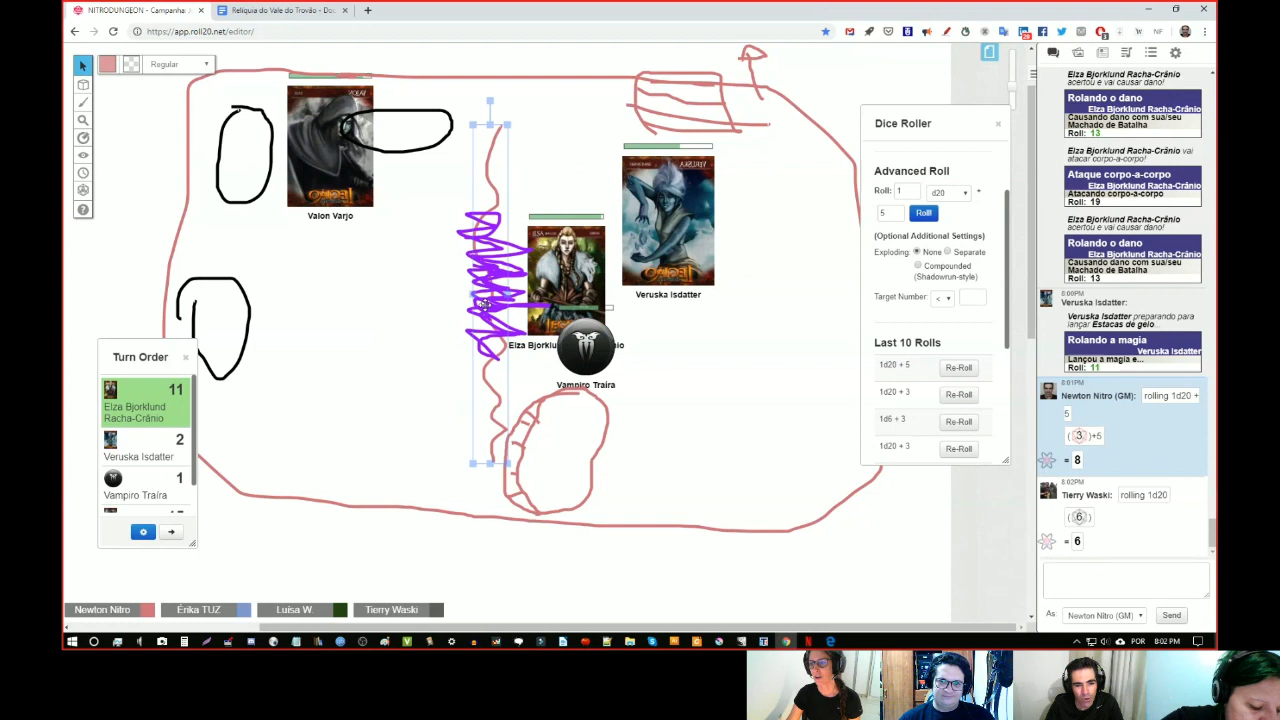 NITRODUNGEON - Campanha:
Relíquia do Vale do Trovão - Doc
https://app.roll20.net/editor/
Regular
Valon Varjo
Veruska Isdatter
Vampiro Traíra
Turn Order
11
Elza Bjorklund
Racha-Crânio
2
Veruska Isdatter
1
Vampiro Traíra
Dice Roller
Advanced Roll
Roll: 1 d20 +
5 Roll!
(Optional Additional Settings)
Exploding: None Separate
Compounded
(Shadowrun-style)
Target Number: <
Last 10 Rolls
1d20 + 5 Re-Roll
1d20 + 3 Re-Roll
1d6 + 3 Re-Roll
1d20 + 3 Re-Roll
Elza Bjorklund Racha-Crânio
acertou e vai causar dano!
Rolando o dano
Elza Bjorklund Racha-Crânio
Causando dano com sua/seu
Machado de Batalha
Roll: 13
Elza Bjorklund Racha-Crânio vai
atacar corpo-a-corpo!
Ataque corpo-a-corpo
Elza Bjorklund Racha-Crânio
Atacando corpo-a-corpo
Roll: 19
Elza Bjorklund Racha-Crânio
acertou e vai causar dano!
Rolando o dano
Elza Bjorklund Racha-Crânio
Causando dano com sua/seu
Machado de Batalha
Roll: 13
8:00PM
Veruska Isdatter:
Veruska Isdatter preparando para
lançar Estacas de gelo...
Rolando a magia
Veruska Isdatter
Lançou a magia e...
Roll: 11
8:01PM
Newton Nitro (GM): rolling 1d20 +
5
(3)+5
= 8
8:02PM
Tierry Waski: rolling 1d20
(6)
= 6
As: Newton Nitro (GM) Send
Newton Nitro
Érika TUZ
Luísa W.
Tierry Waski
POR
8:02 PM